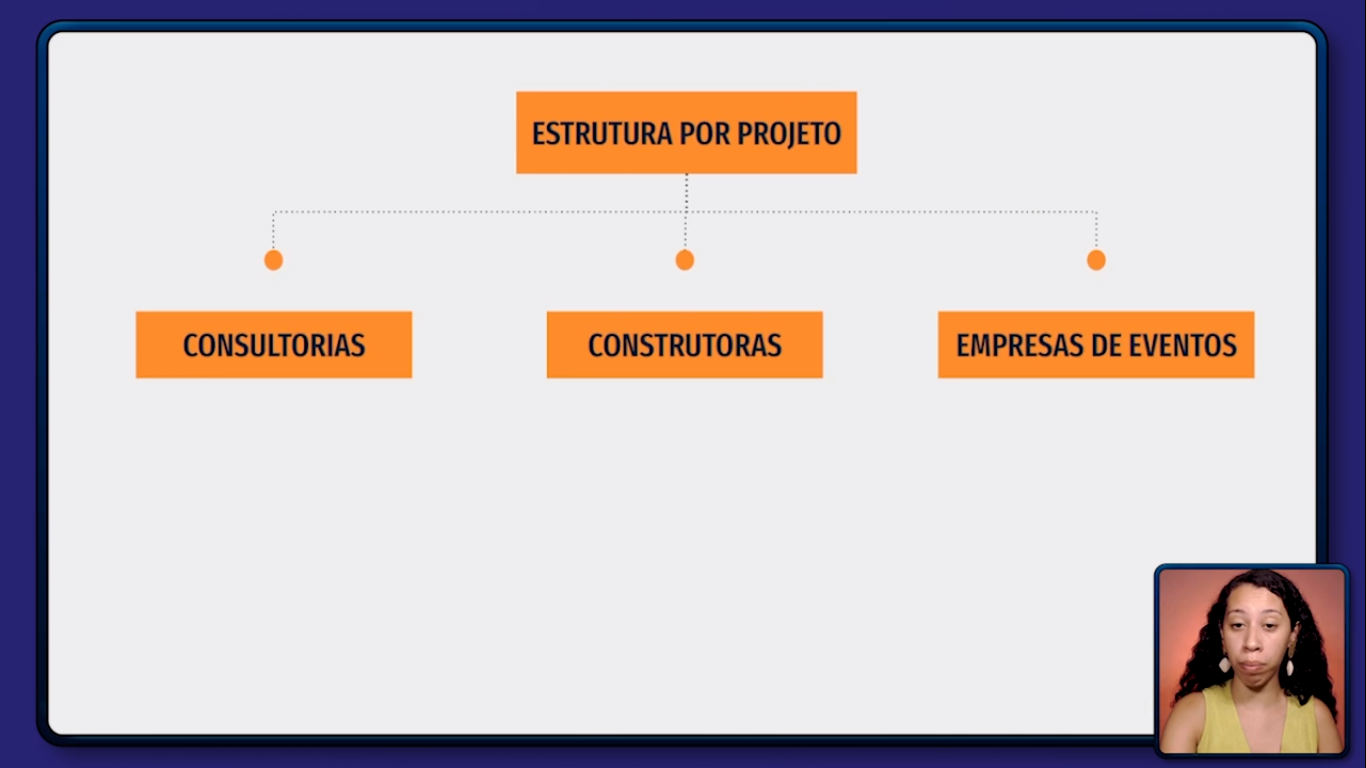 ESTRUTURA POR PROJETO
CONSULTORIAS
CONSTRUTORAS
EMPRESAS DE EVENTOS